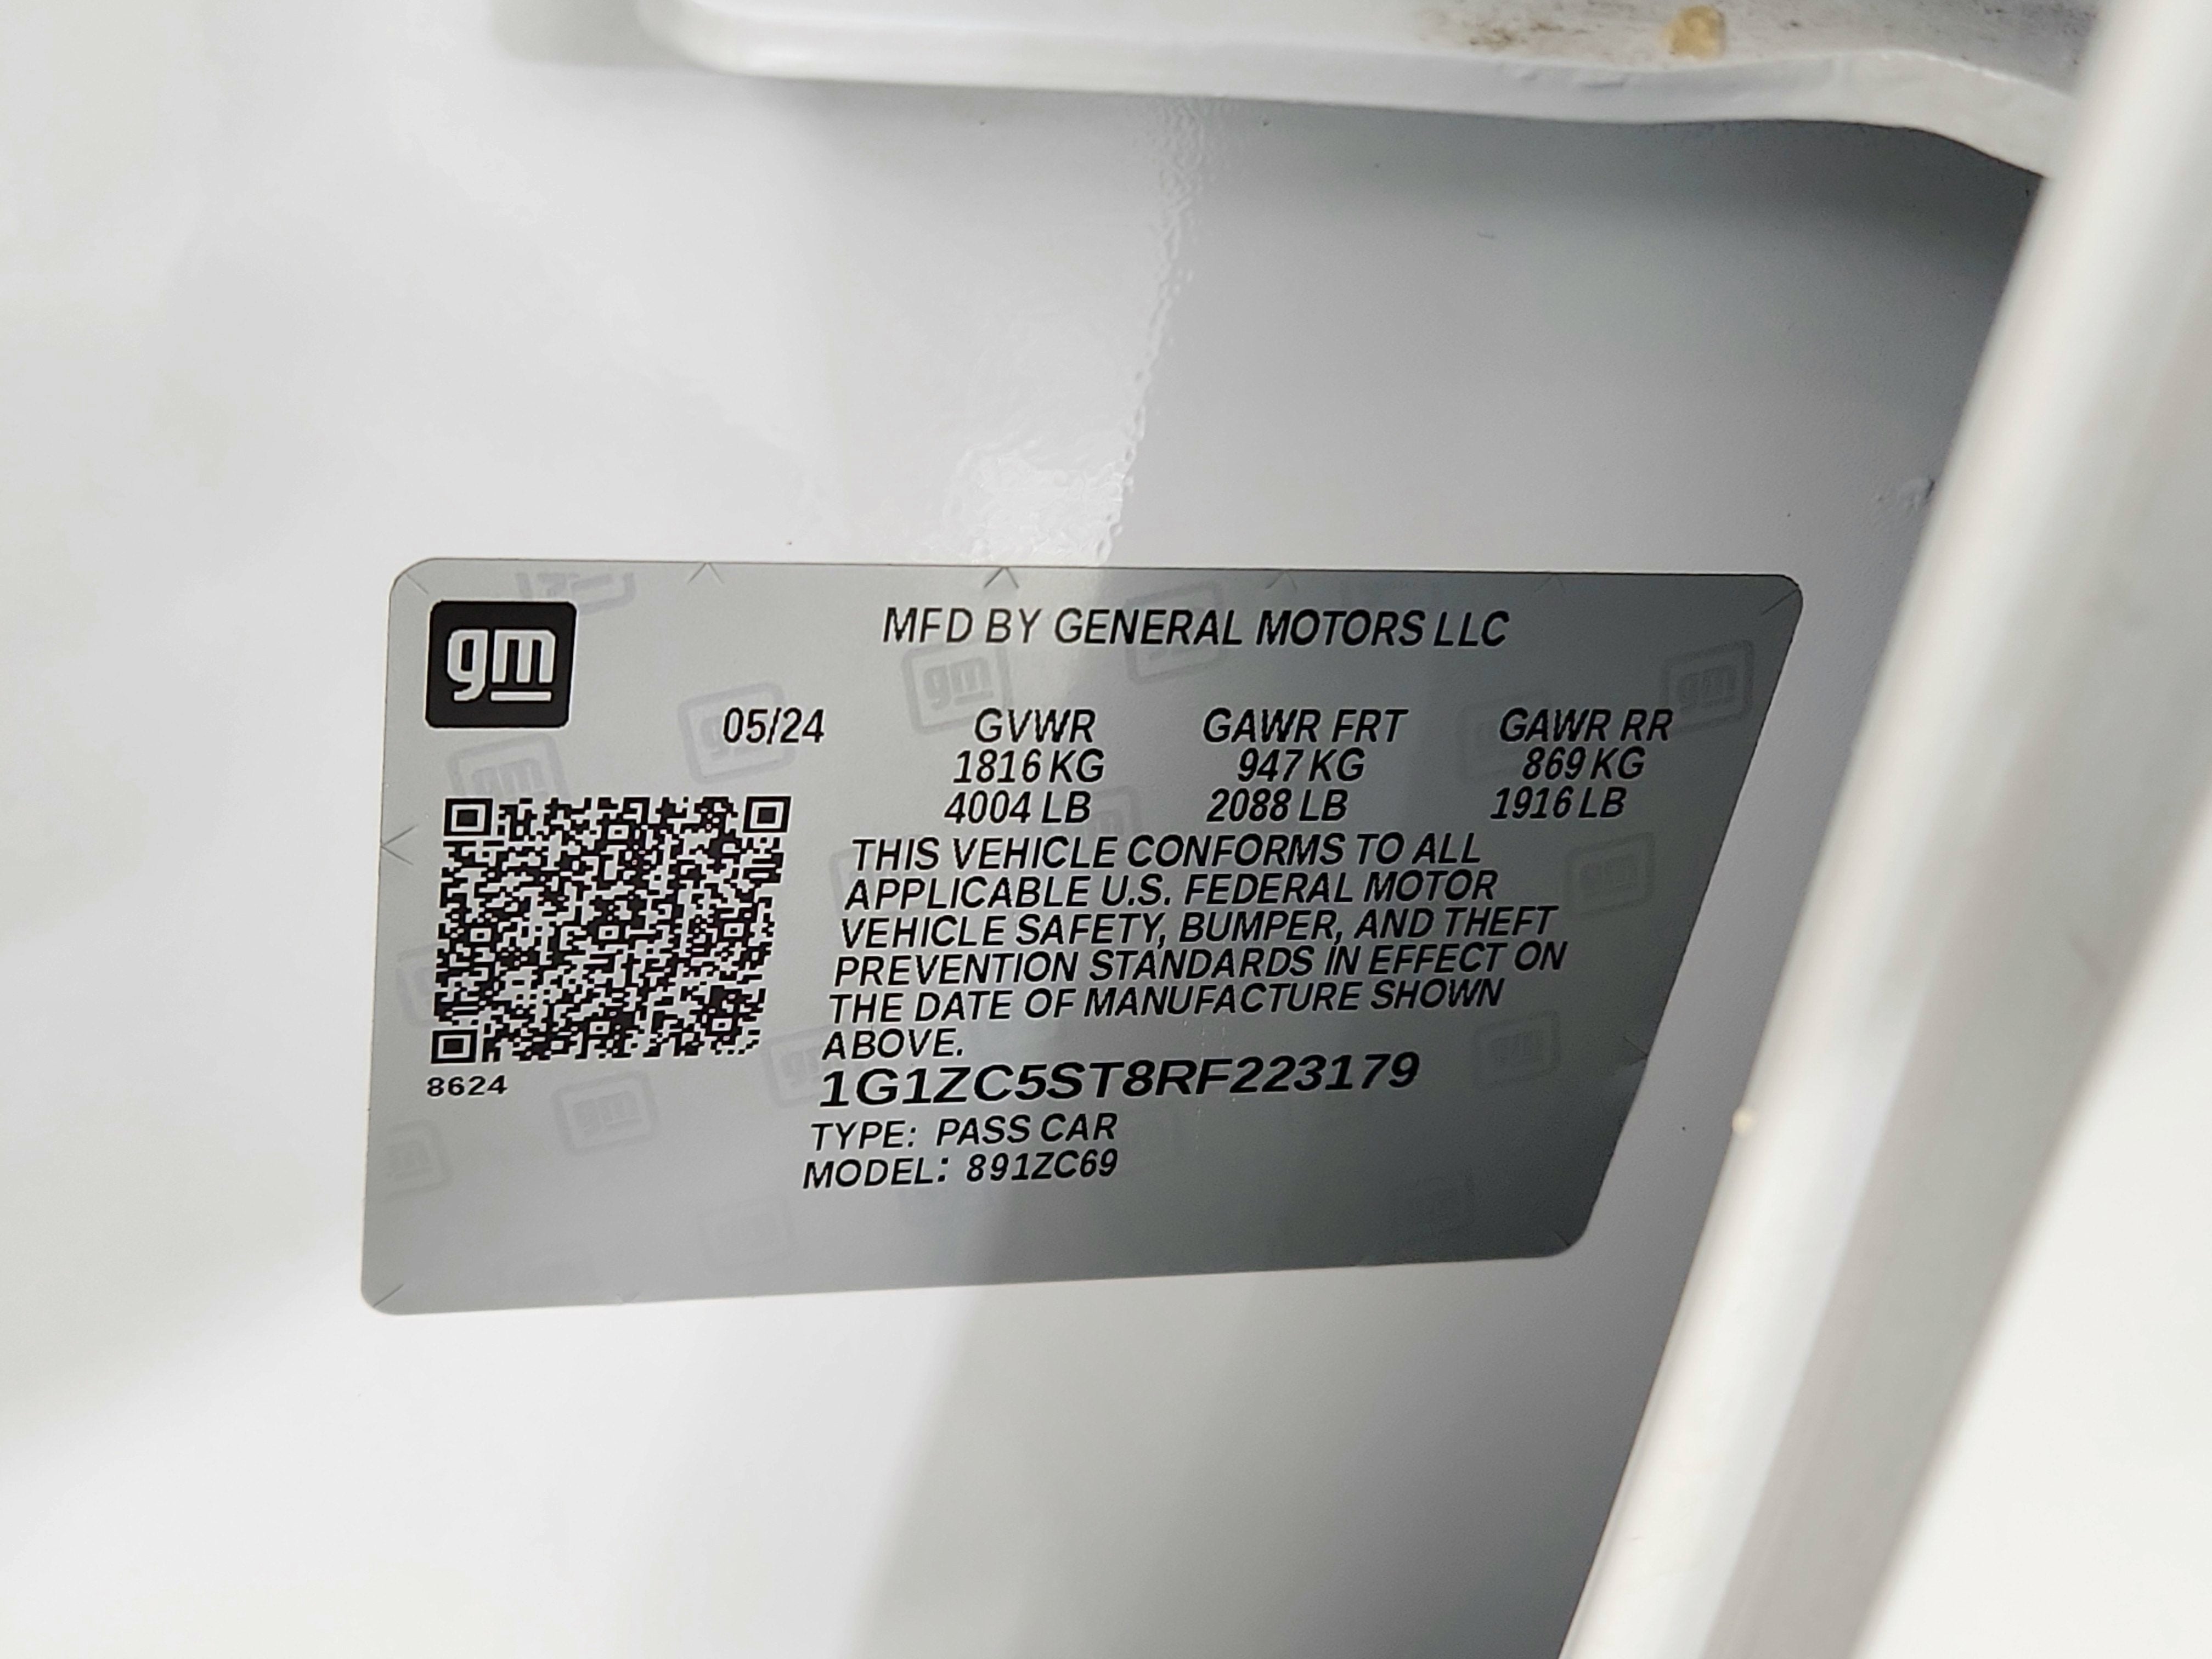 gm
MFD BY GENERAL MOTORS LLC
05/24 GVWR GAWR FRT GAWR RR
1816 KG 947 KG 869 KG
4004 LB 2088 LB 1916 LB
THIS VEHICLE CONFORMS TO ALL
APPLICABLE U.S. FEDERAL MOTOR
VEHICLE SAFETY, BUMPER, AND THEFT
PREVENTION STANDARDS IN EFFECT ON
THE DATE OF MANUFACTURE SHOWN
ABOVE.
8624
1G1ZC5ST8RF223179
TYPE: PASS CAR
MODEL: 891ZC69